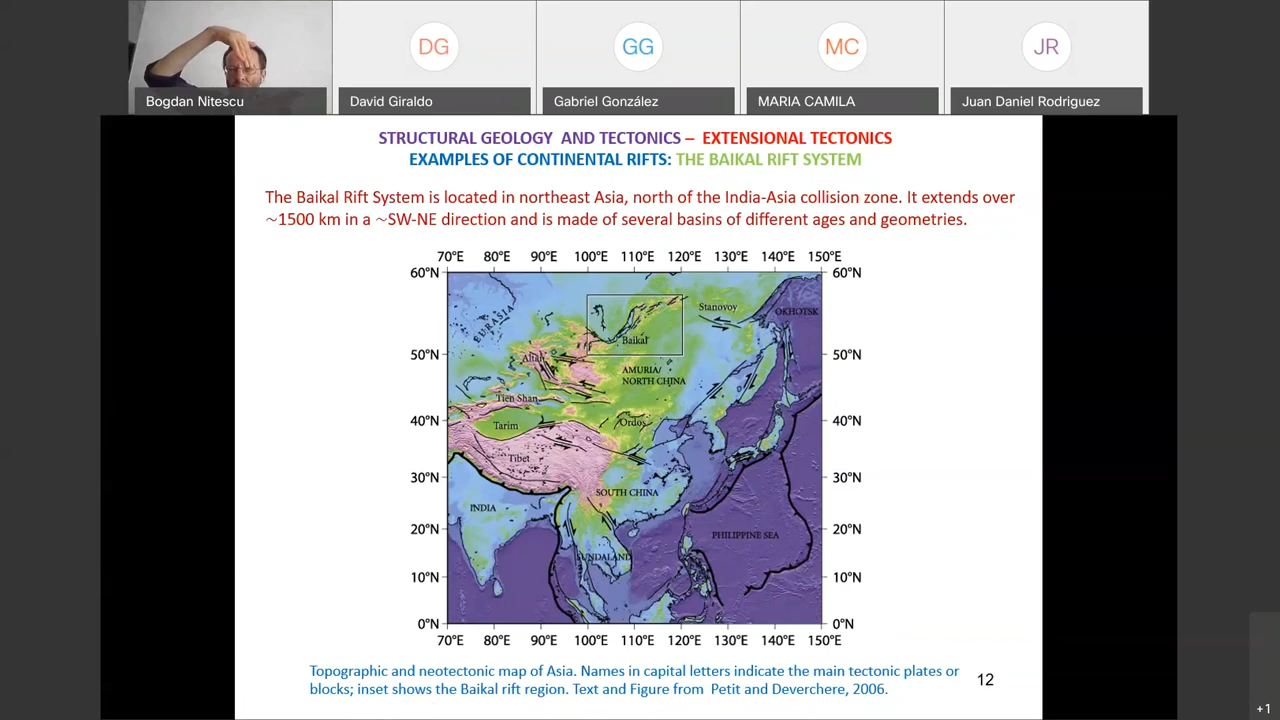 DG
GG
MC
JR
Bogdan Nitescu
David Giraldo
Gabriel González
MARIA CAMILA
Juan Daniel Rodriguez
STRUCTURAL GEOLOGY AND TECTONICS – EXTENSIONAL TECTONICS
EXAMPLES OF CONTINENTAL RIFTS: THE BAIKAL RIFT SYSTEM
The Baikal Rift System is located in northeast Asia, north of the India-Asia collision zone. It extends over
~1500 km in a ~SW-NE direction and is made of several basins of different ages and geometries.
70°E 80°E 90°E 100°E 110°E 120°E 130°E 140°E 150°E
60°N 60°N
Stanovoy
OKHOTSK
EURASIA
Baikal
50°N 50°N
Altai
AMURIA/
NORTH CHINA
Tien Shan
40°N 40°N
Tarim
Ordos
Tibet
30°N 30°N
SOUTH CHINA
INDIA
20°N 20°N
PHILIPPINE SEA
SUNDALAND
10°N 10°N
0°N 0°N
70°E 80°E 90°E 100°E 110°E 120°E 130°E 140°E 150°E
Topographic and neotectonic map of Asia. Names in capital letters indicate the main tectonic plates or
blocks; inset shows the Baikal rift region. Text and Figure from Petit and Deverchere, 2006.
12
+1